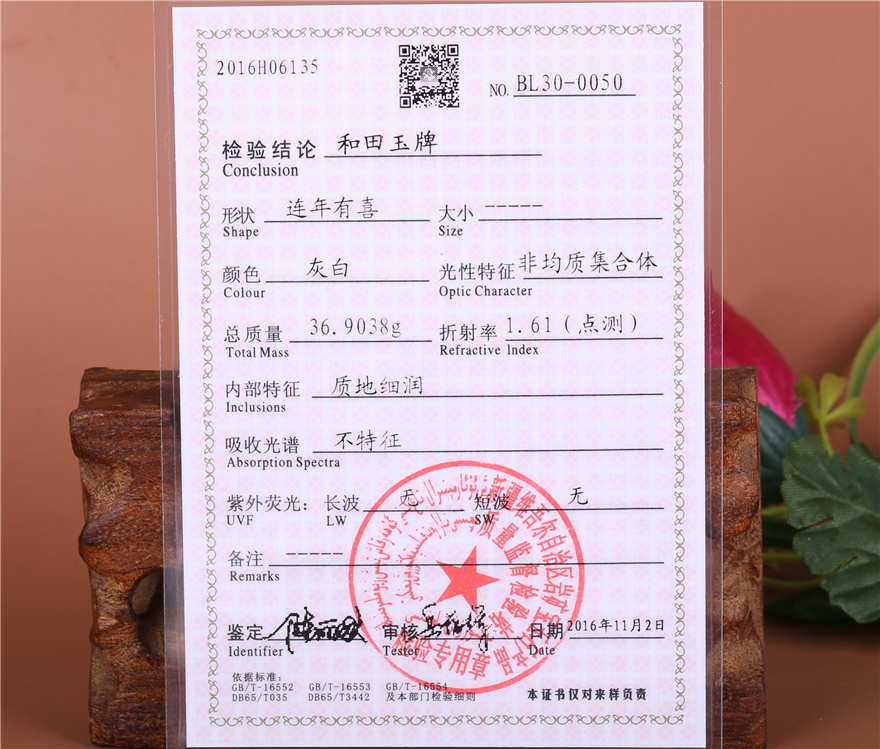 2016H06135
NO. BL30-0050
检验结论 和田玉牌
Conclusion
形状 连年有喜 大小 -----
Shape Size
颜色 灰白 光性特征 非均质集合体
Colour Optic Character
总质量 36.9038g 折射率 1.61(点测)
Total Mass Refractive Index
内部特征 质地细润
Inclusions
吸收光谱 不特征
Absorption Spectra
紫外荧光: 长波 无 短波 无
UVF LW SW
备注 -----
Remarks
鉴定 审核 日期 2016年11月2日
Identifier Tester Date
新疆维吾尔自治区岩矿宝玉石产品
质量监督检验站
检验专用章
依据标准:
GB/T-16552 GB/T-16553 GB/T-16554
DB65/T035 DB65/T3442 及本部门检验细则
本证书仅对来样负责